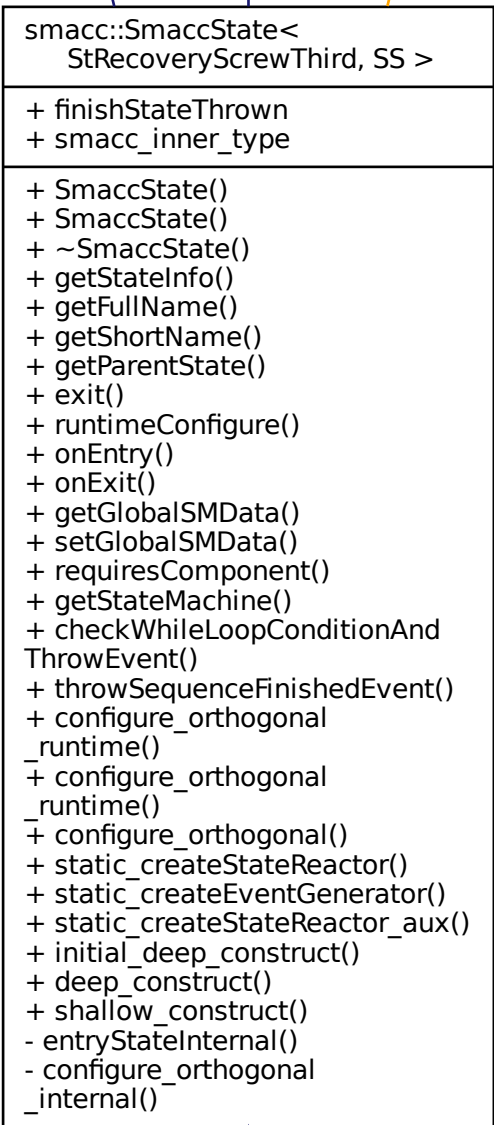 smacc::SmaccState<
StRecoveryScrewThird, SS >
+ finishStateThrown
+ smacc_inner_type
+ SmaccState()
+ SmaccState()
+ ~SmaccState()
+ getStateInfo()
+ getFullName()
+ getShortName()
+ getParentState()
+ exit()
+ runtimeConfigure()
+ onEntry()
+ onExit()
+ getGlobalSMData()
+ setGlobalSMData()
+ requiresComponent()
+ getStateMachine()
+ checkWhileLoopConditionAnd
ThrowEvent()
+ throwSequenceFinishedEvent()
+ configure_orthogonal
_runtime()
+ configure_orthogonal
_runtime()
+ configure_orthogonal()
+ static_createStateReactor()
+ static_createEventGenerator()
+ static_createStateReactor_aux()
+ initial_deep_construct()
+ deep_construct()
+ shallow_construct()
- entryStateInternal()
- configure_orthogonal
_internal()